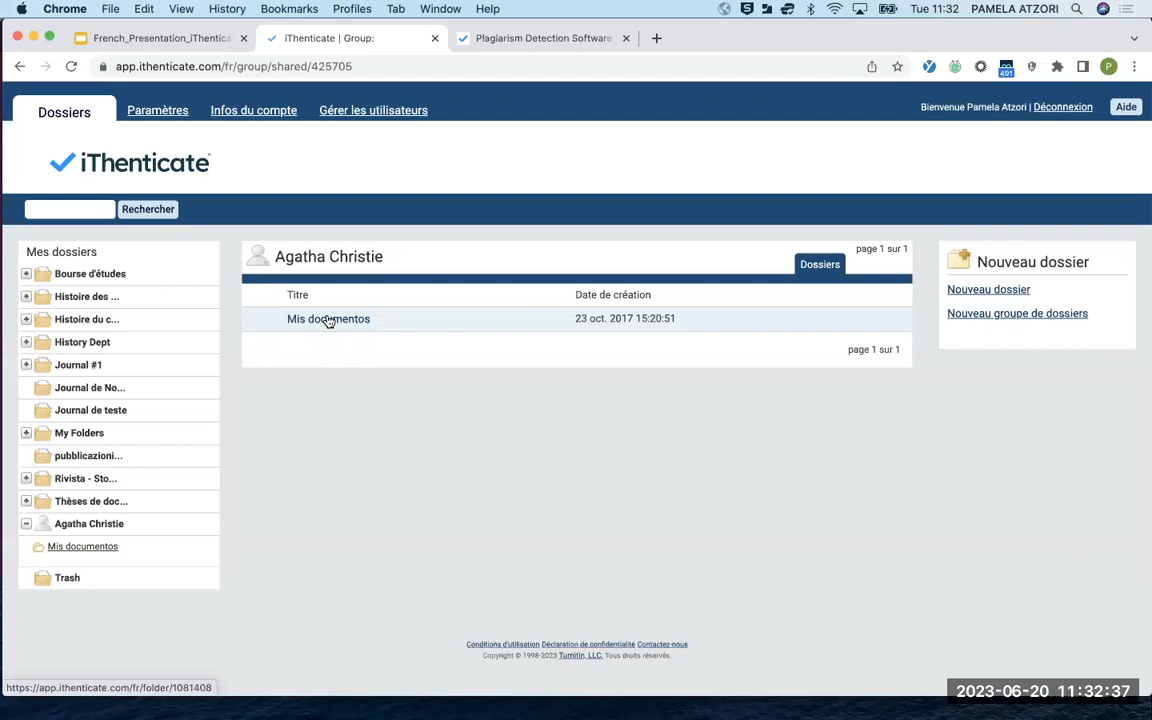 Chrome File Edit View History Bookmarks Profiles Tab Window Help Tue 11:32 PAMELA ATZORI
French_Presentation_iThentica iThenticate | Group: Plagiarism Detection Software
app.ithenticate.com/fr/group/shared/425705 491 P
Dossiers Paramètres Infos du compte Gérer les utilisateurs Bienvenue Pamela Atzori | Déconnexion Aide
iThenticate
Rechercher
Mes dossiers
Bourse d'études
Histoire des ...
Histoire du c...
History Dept
Journal #1
Journal de No...
Journal de teste
My Folders
pubblicazioni...
Rivista - Sto...
Thèses de doc...
Agatha Christie
Mis documentos
Trash
Agatha Christie
page 1 sur 1
Dossiers
Titre Date de création
Mis documentos 23 oct. 2017 15:20:51
page 1 sur 1
Nouveau dossier
Nouveau dossier
Nouveau groupe de dossiers
Conditions d'utilisation Déclaration de confidentialité Contactez-nous
Copyright © 1998-2023 Turnitin, LLC. Tous droits réservés.
https://app.ithenticate.com/fr/folder/1081408
2023-06-20 11:32:37